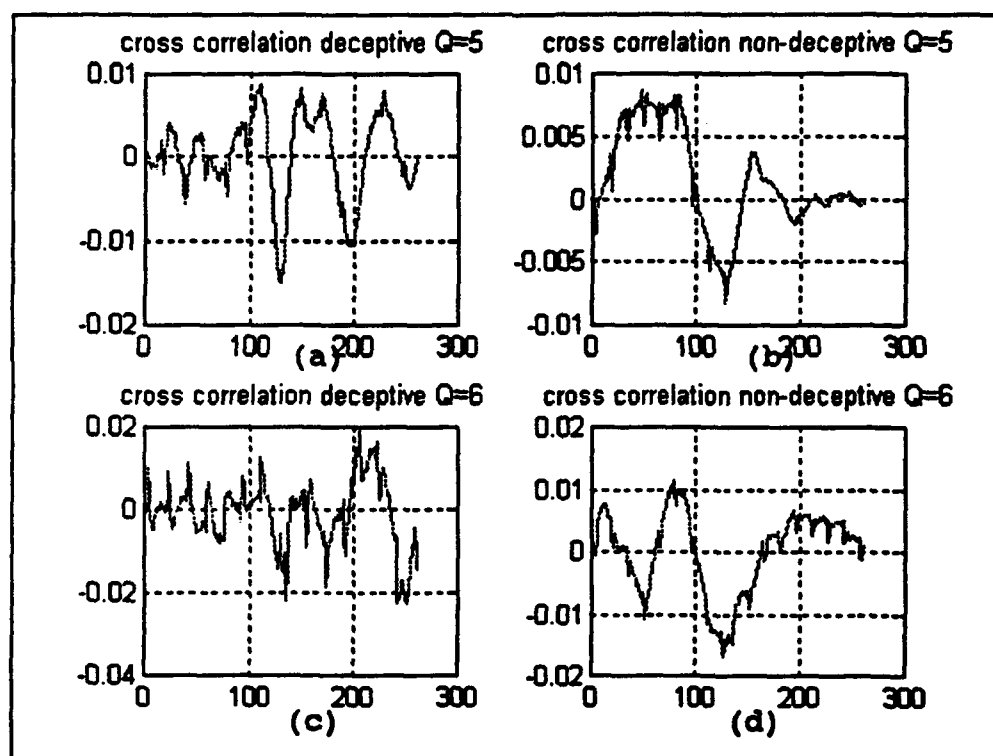 cross correlation deceptive Q=5
0.01
0
-0.01
-0.02
0 100 200 300
(a)
cross correlation non-deceptive Q=5
0.01
0.005
0
-0.005
-0.01
0 100 200 300
(b)
cross correlation deceptive Q=6
0.02
0
-0.02
-0.04
0 100 200 300
(c)
cross correlation non-deceptive Q=6
0.02
0.01
0
-0.01
-0.02
0 100 200 300
(d)